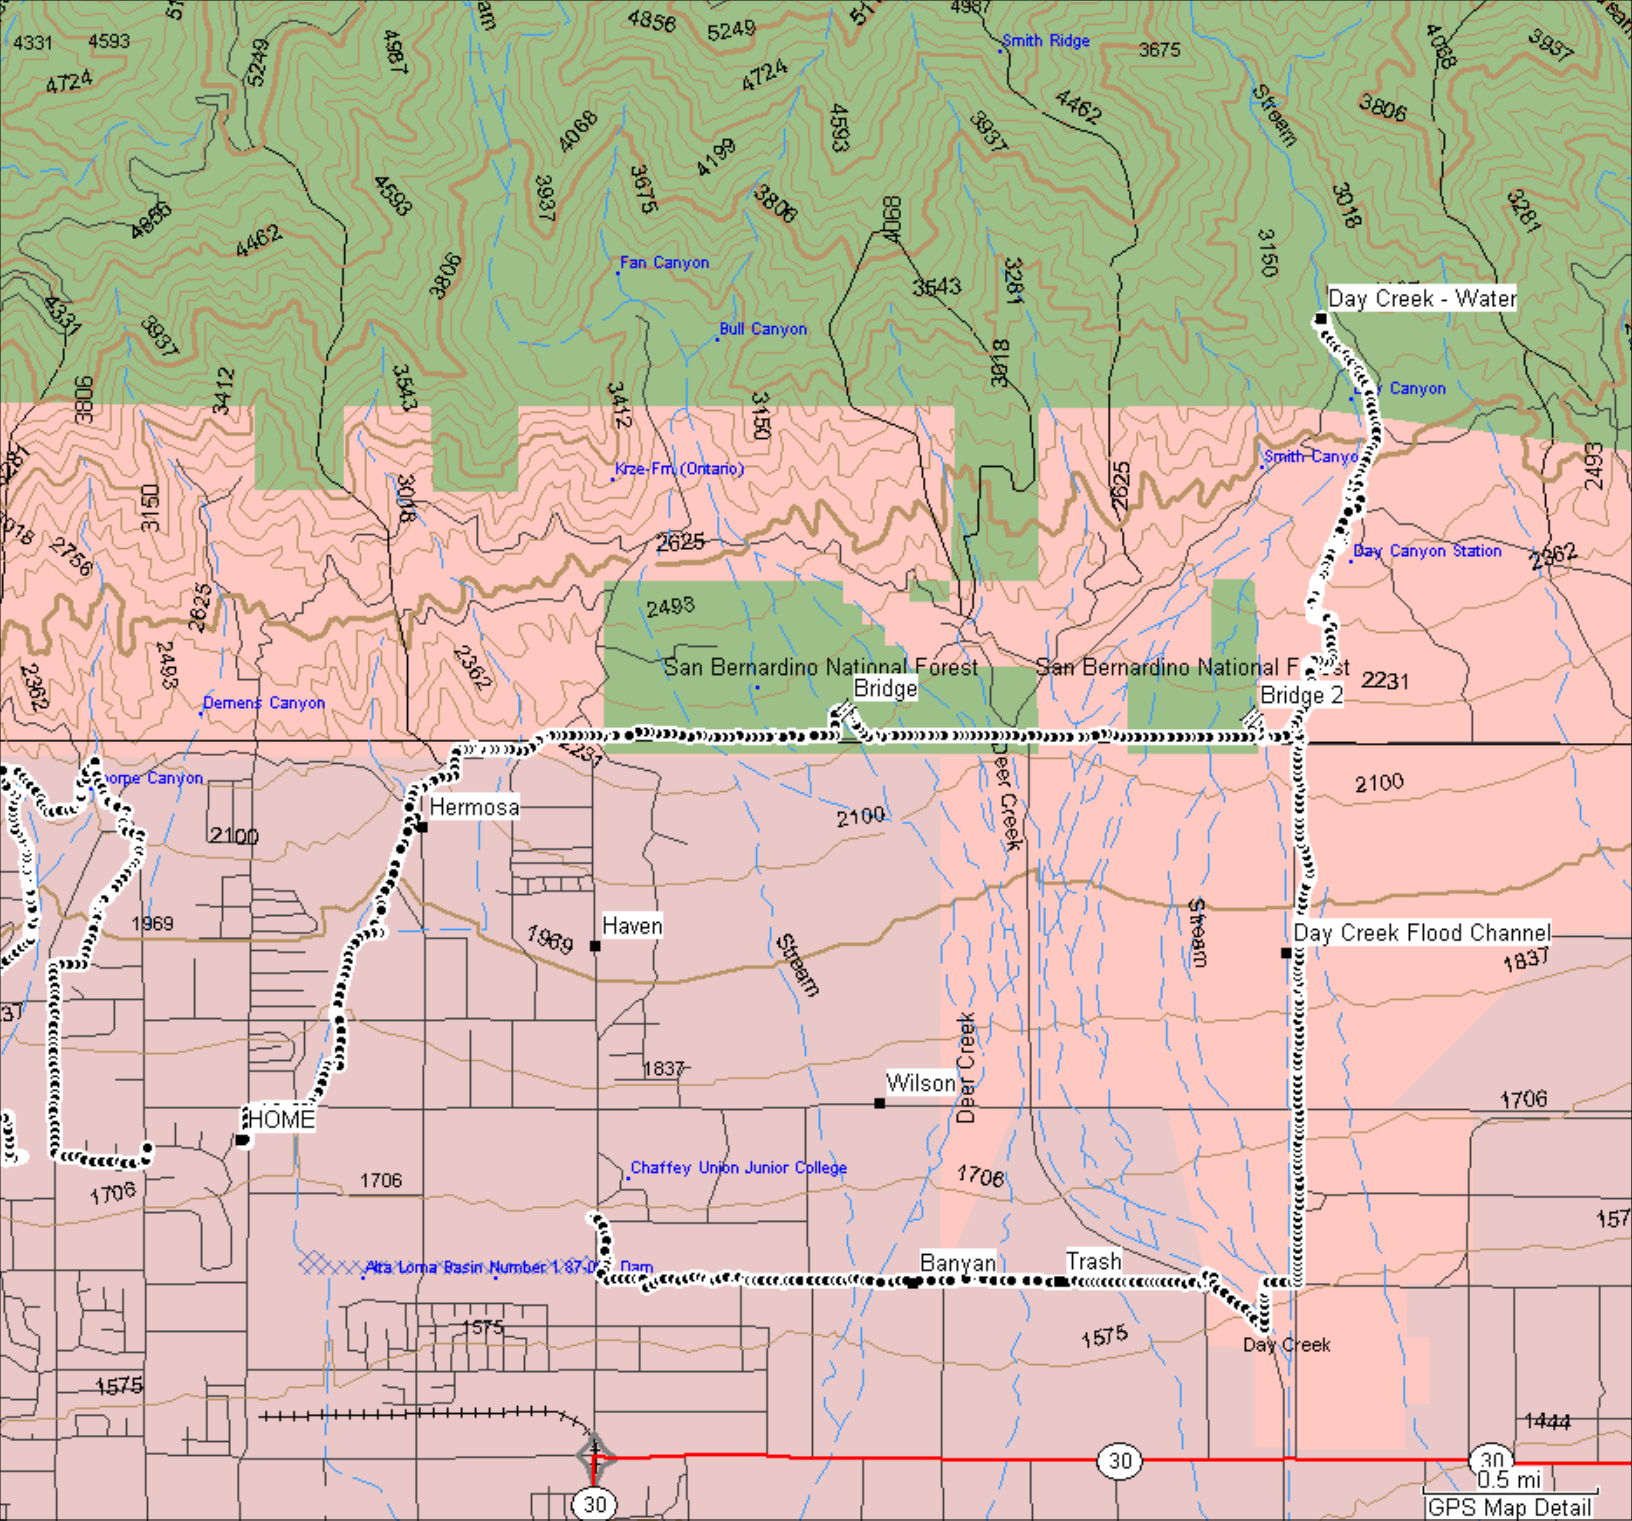 4331
4593
5249
4987
4856
5249
4987
Smith Ridge
3675
4068
3937
4724
4724
4462
Stream
3806
4068
4199
4593
3937
4593
3937
3675
3806
4068
3018
3281
4856
4462
3150
Fan Canyon
3806
3543
3281
4331
Day Creek - Water
3937
Bull Canyon
3806
3412
3543
3412
3150
3018
Canyon
Krze-Fm (Ontario)
Smith Canyo
2493
3150
3018
2625
2756
2625
Day Canyon Station
2362
2625
2493
2362
2493
2362
San Bernardino National Forest
San Bernardino National Forest
2231
Bridge
Bridge 2
Demens Canyon
2231
Deer Creek
2100
Hermosa
2100
2100
1969
Haven
1969
Stream
Stream
Day Creek Flood Channel
1837
Deer Creek
1837
Wilson
1706
HOME
Chaffey Union Junior College
1706
1706
1706
157
Banyan
Trash
Alta Loma Basin Number 1 87-0 Dam
1575
1575
Day Creek
1575
1444
30
30
30
0.5 mi
GPS Map Detail